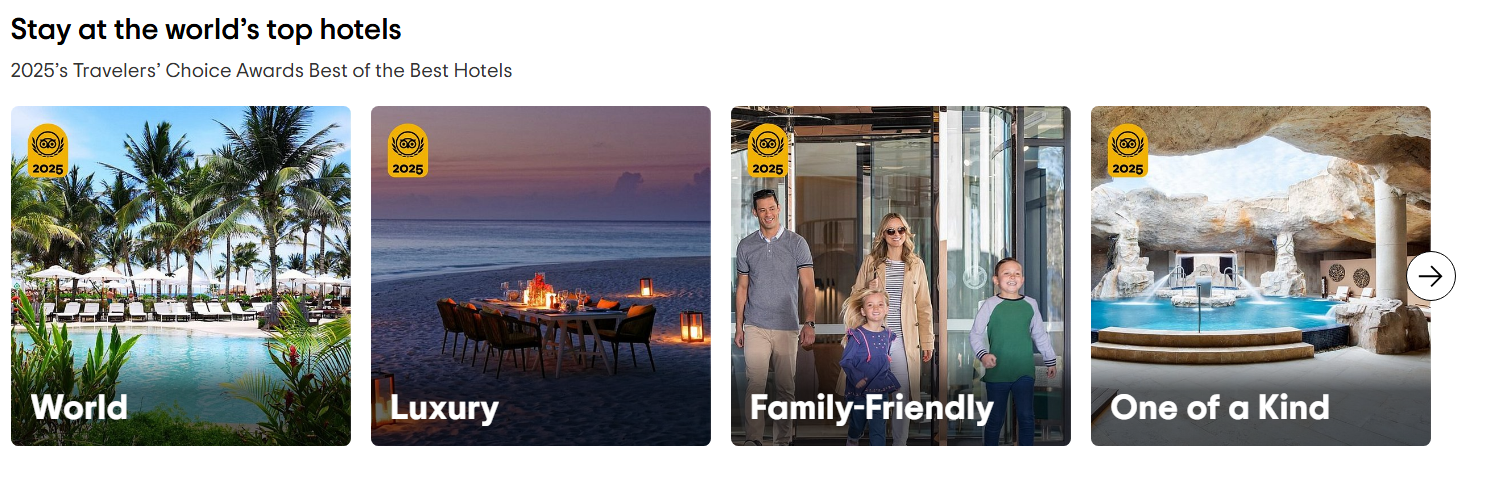 Stay at the world’s top hotels
2025’s Travelers’ Choice Awards Best of the Best Hotels
2025
2025
2025
2025
World
Luxury
Family-Friendly
One of a Kind